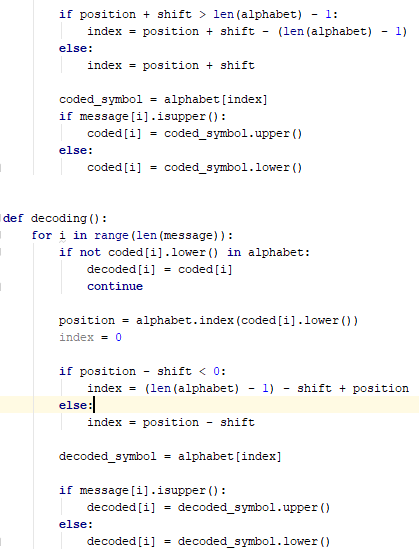 if position + shift > len(alphabet) - 1:
index = position + shift - (len(alphabet) - 1)
else:
index = position + shift
coded_symbol = alphabet[index]
if message[i].isupper():
coded[i] = coded_symbol.upper()
else:
coded[i] = coded_symbol.lower()
def decoding():
for i in range(len(message)):
if not coded[i].lower() in alphabet:
decoded[i] = coded[i]
continue
position = alphabet.index(coded[i].lower())
index = 0
if position - shift < 0:
index = (len(alphabet) - 1) - shift + position
else:
index = position - shift
decoded_symbol = alphabet[index]
if message[i].isupper():
decoded[i] = decoded_symbol.upper()
else:
decoded[i] = decoded_symbol.lower()